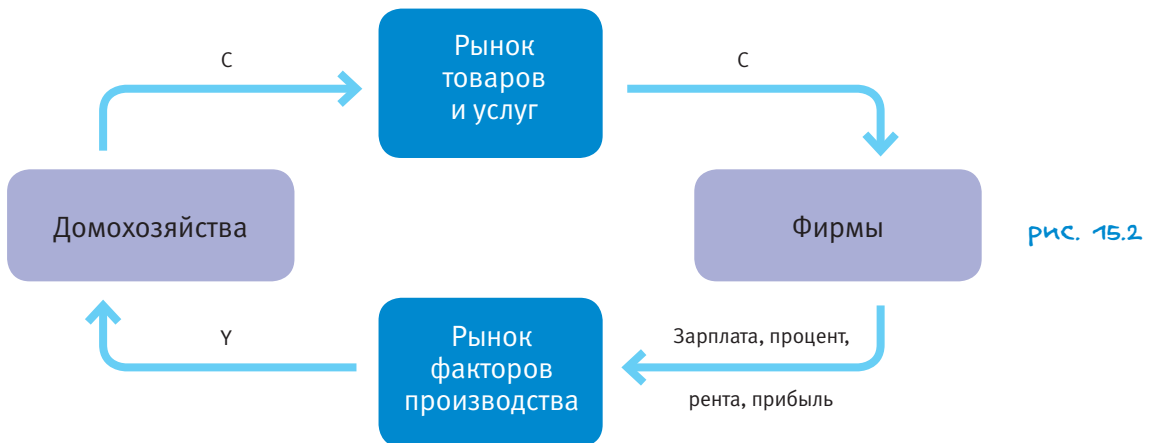 Рынок
товаров
и услуг
C
C
Домохозяйства
Фирмы
рис. 15.2
Y
Рынок
факторов
производства
Зарплата, процент,
рента, прибыль